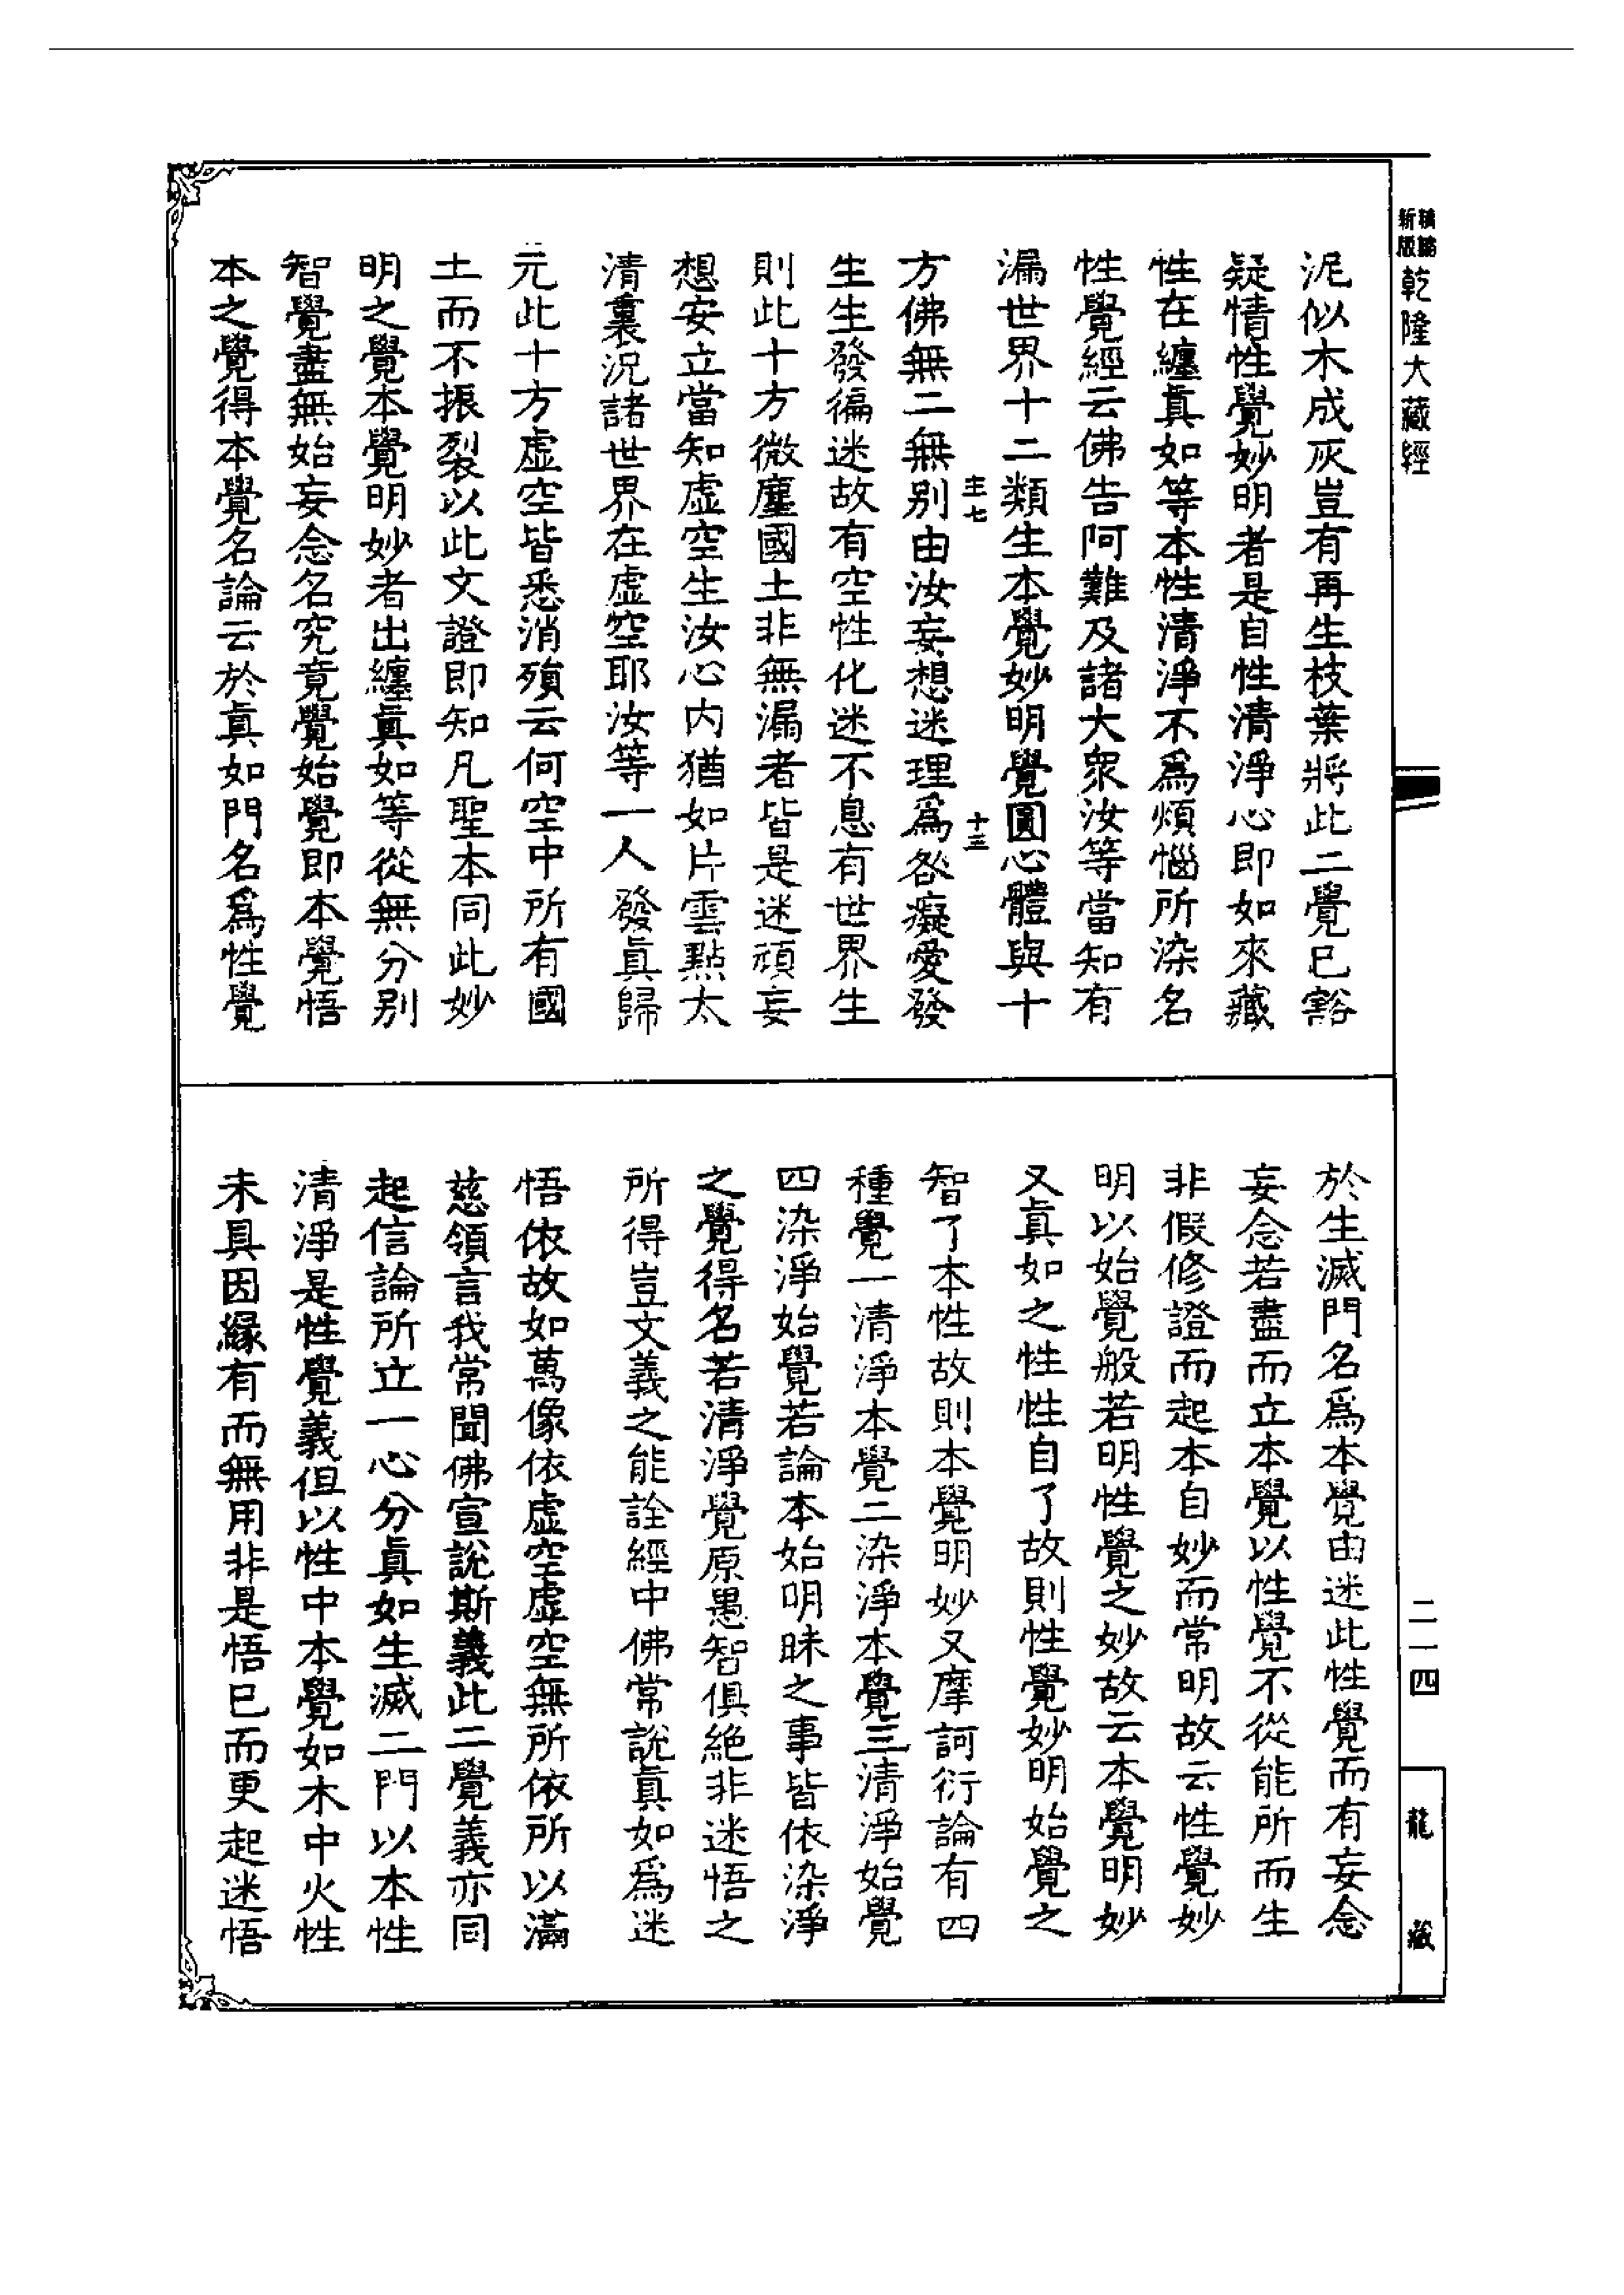 新版
乾隆大藏經
泥似木成灰豈有再生枝葉將此二覺已豁
疑情性覺妙明者是自性清淨心即如來藏
性在纏真如等本性清淨不爲煩惱所染名
性覺經云佛告阿難及諸大衆汝等當知有
漏世界十二類生本覺妙明覺圓心體與十
主七
十三
方佛無二無別由汝妄想迷理爲咎癡愛發
生生發徧迷故有空性化迷不息有世界生
則此十方微塵國土非無漏者皆是迷頑妄
想安立當知虛空生汝心内猶如片雲點太
清裏況諸世界在虛空耶汝等一人發眞歸
元此十方虛空皆悉消殞云何空中所有國
土而不振裂以此文證即知凡聖本同此妙
明之覺本覺明妙者出纏眞如等從無分别
智覺盡無始妄念名究竟覺始覺即本覺悟
本之覺得本覺名論云於眞如門名爲性覺
於生滅門名爲本覺由迷此性覺而有妄念
妄念若盡而立本覺以性覺不從能所而生
非假修證而起本自妙而常明故云性覺妙
明以始覺般若明性覺之妙故云本覺明妙
又眞如之性性自了故則性覺妙明始覺之
智了本性故則本覺明妙又摩訶衍論有四
種覺一清淨本覺二染淨本覺三清淨始覺
四染淨始覺若論本始明昧之事皆依染淨
之覺得名若清淨覺原愚智俱絶非迷悟之
所得豈文義之能詮經中佛常說眞如爲迷
悟依故如萬像依虛空虛空無所依所以滿
慈領言我常聞佛宣說斯義此二覺義亦同
起信論所立一心分眞如生滅二門以本性
清淨是性覺義但以性中本覺如木中火性
未具因縁有而無用非是悟已而更起迷悟
二一四
龍藏